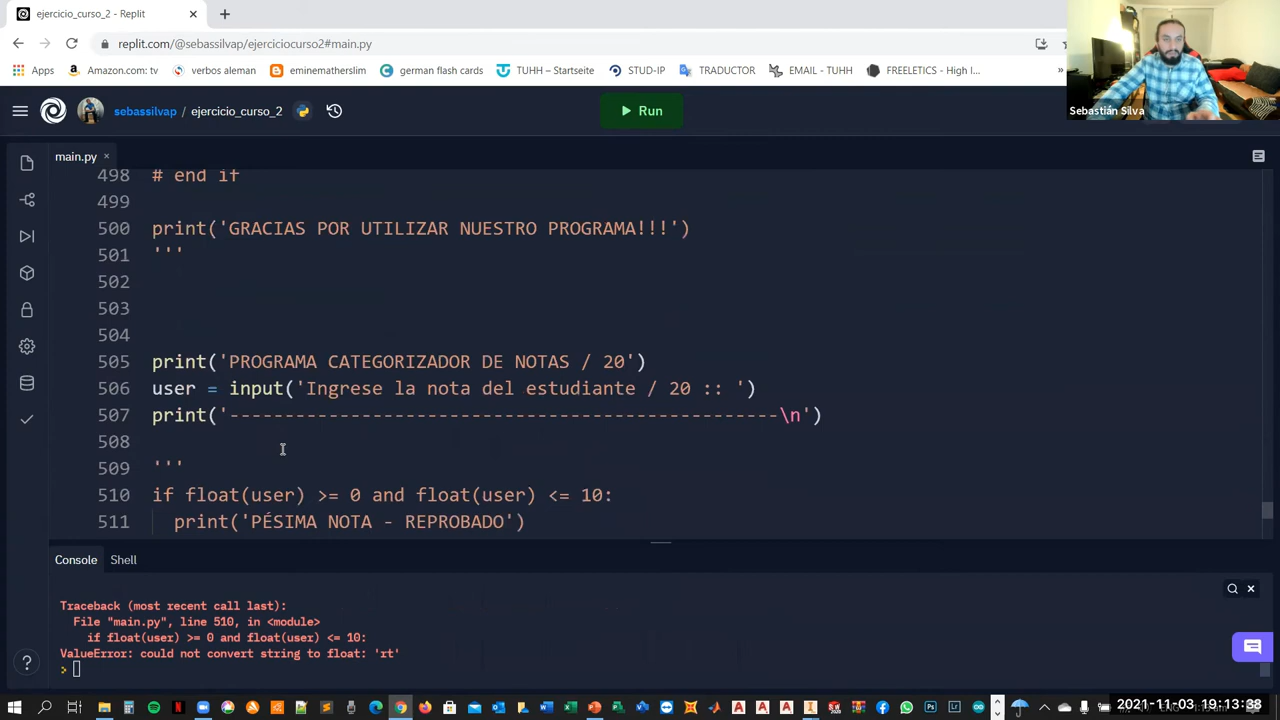 ejercicio_curso_2 - Replit
replit.com/@sebassilvap/ejerciciocurso2#main.py
Apps
Amazon.com: tv
verbos aleman
eminematherslim
german flash cards
TUHH – Startseite
STUD-IP
TRADUCTOR
EMAIL - TUHH
FREELETICS - High I...
Sebastián Silva
sebassilvap / ejercicio_curso_2
Run
main.py
498 # end if
499
500 print('GRACIAS POR UTILIZAR NUESTRO PROGRAMA!!!')
501 '''
502
503
504
505 print('PROGRAMA CATEGORIZADOR DE NOTAS / 20')
506 user = input('Ingrese la nota del estudiante / 20 :: ')
507 print('--------------------------------------------------\n')
508
509 '''
510 if float(user) >= 0 and float(user) <= 10:
511 print('PÉSIMA NOTA - REPROBADO')
Console Shell
Traceback (most recent call last):
File "main.py", line 510, in <module>
if float(user) >= 0 and float(user) <= 10:
ValueError: could not convert string to float: 'rt'
>
2021-11-03 19:13:38